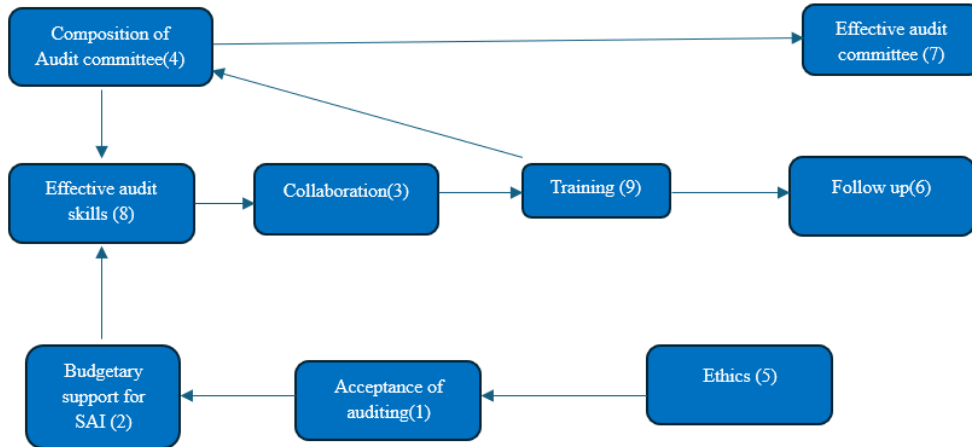 Composition of
Audit committee(4)
Effective audit
committee (7)
Effective audit
skills (8)
Collaboration(3)
Training (9)
Follow up(6)
Budgetary
support for
SAI (2)
Acceptance of
auditing(1)
Ethics (5)